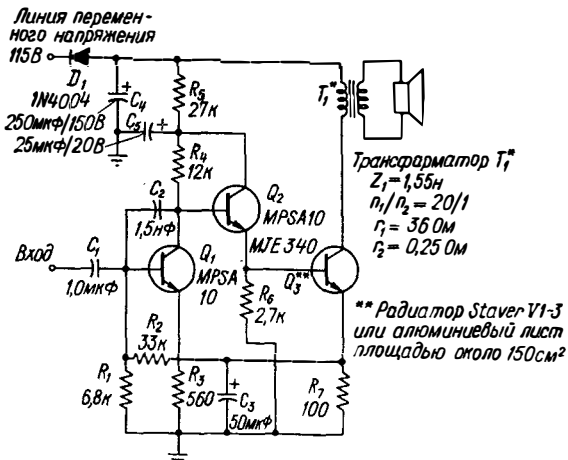 Линия перемен-
ного напряжения
115В
D₁
1N4004
250мкФ/150В
C₄
C₅
25мкФ/20В
R₅
27к
R₄
12к
T₁*
C₂
1,5нФ
Q₂
MPSA10
MJE340
Q₃**
Вход
C₁
1,0мкФ
Q₁
MPSA
10
R₆
2,7к
R₂
33к
R₁
6,8к
R₃
560
C₃
50мкФ
R₇
100
Трансформатор T₁*
Z₁=1,55н
n₁/n₂=20/1
r₁=36 Ом
r₂=0,25 Ом
** Радиатор Staver V1-3
или алюминиевый лист
площадью около 150см²